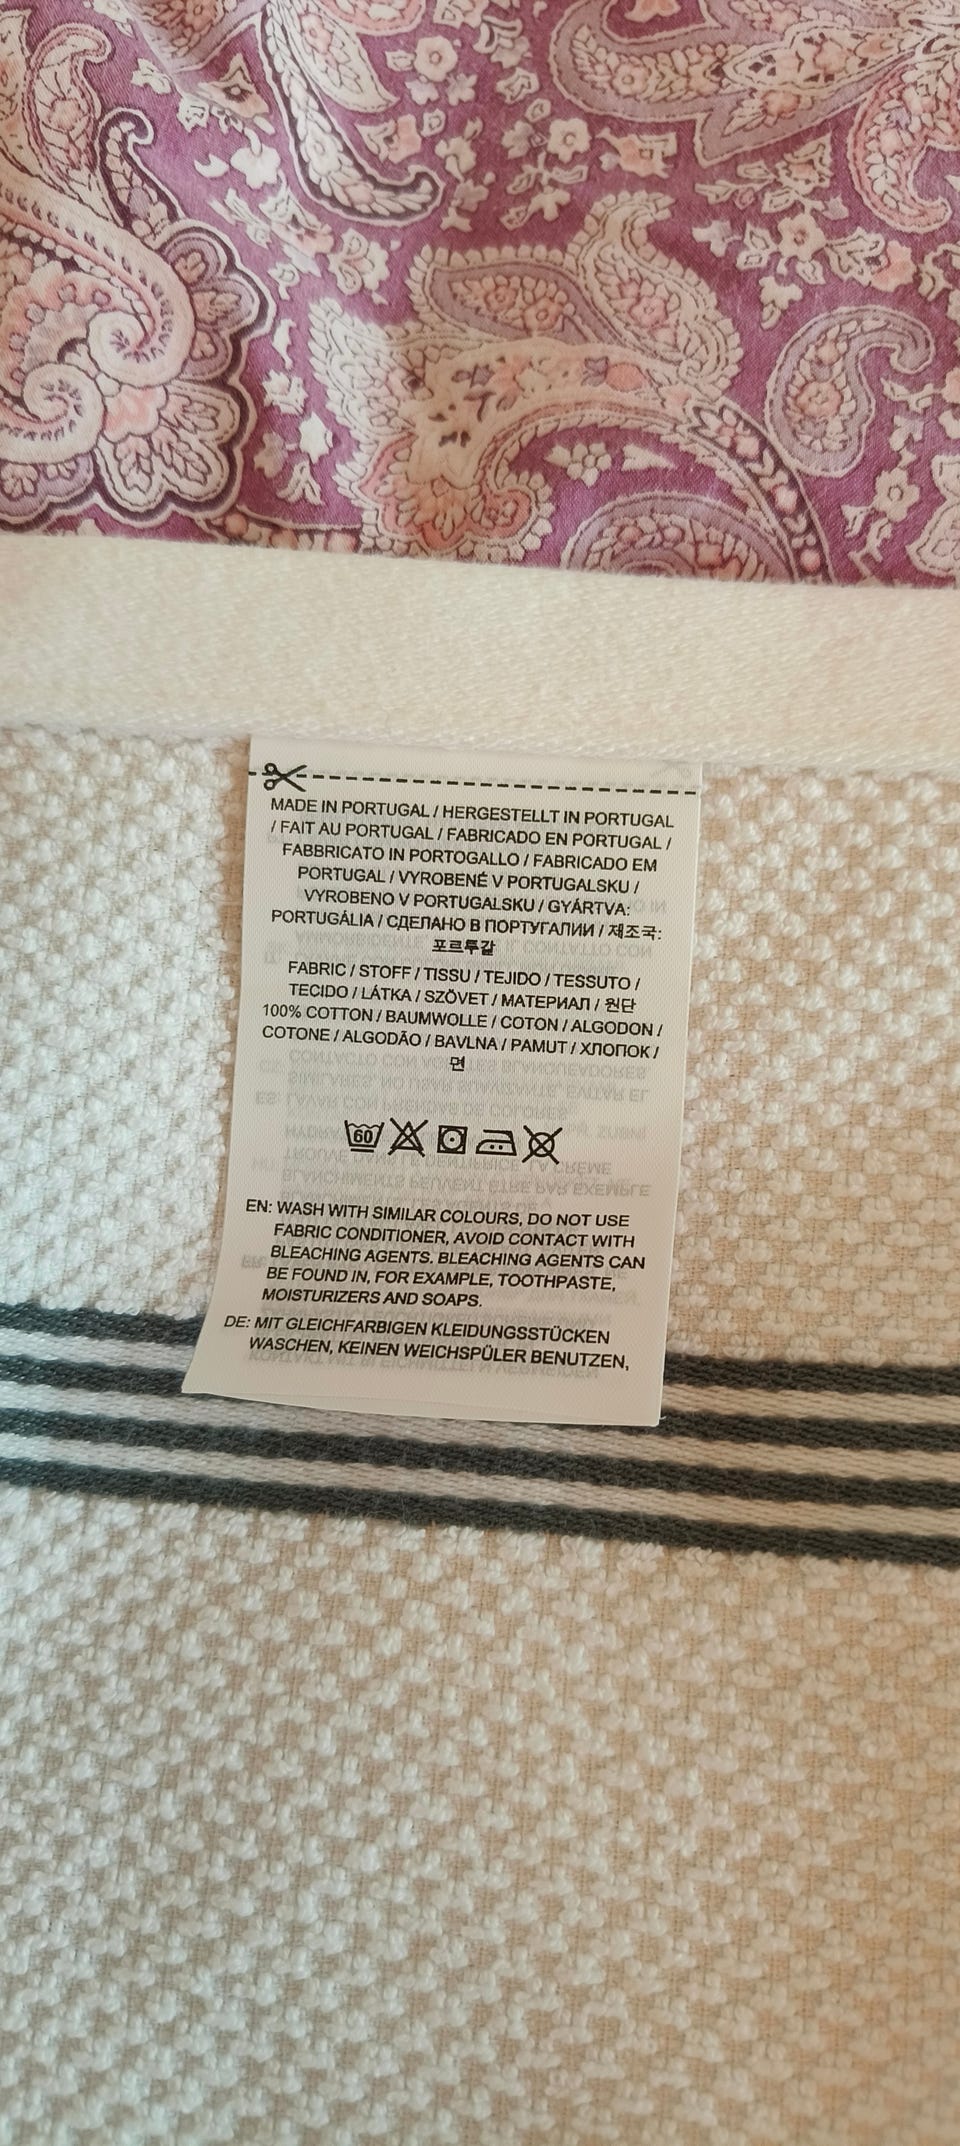 MADE IN PORTUGAL / HERGESTELLT IN PORTUGAL
/ FAIT AU PORTUGAL / FABRICADO EN PORTUGAL /
FABBRICATO IN PORTOGALLO / FABRICADO EM
PORTUGAL / VYROBENÉ V PORTUGALSKU /
VYROBENO V PORTUGALSKU / GYÁRTVA:
PORTUGÁLIA / СДЕЛАНО В ПОРТУГАЛИИ / 제조국:
포르투갈
FABRIC / STOFF / TISSU / TEJIDO / TESSUTO /
TECIDO / LÁTKA / SZÖVET / МАТЕРИАЛ / 원단
100% COTTON / BAUMWOLLE / COTON / ALGODON /
COTONE / ALGODÃO / BAVLNA / PAMUT / ХЛОПОК /
면
60
EN: WASH WITH SIMILAR COLOURS, DO NOT USE
FABRIC CONDITIONER, AVOID CONTACT WITH
BLEACHING AGENTS. BLEACHING AGENTS CAN
BE FOUND IN, FOR EXAMPLE, TOOTHPASTE,
MOISTURIZERS AND SOAPS.
DE: MIT GLEICHFARBIGEN KLEIDUNGSSTÜCKEN
WASCHEN, KEINEN WEICHSPÜLER BENUTZEN,